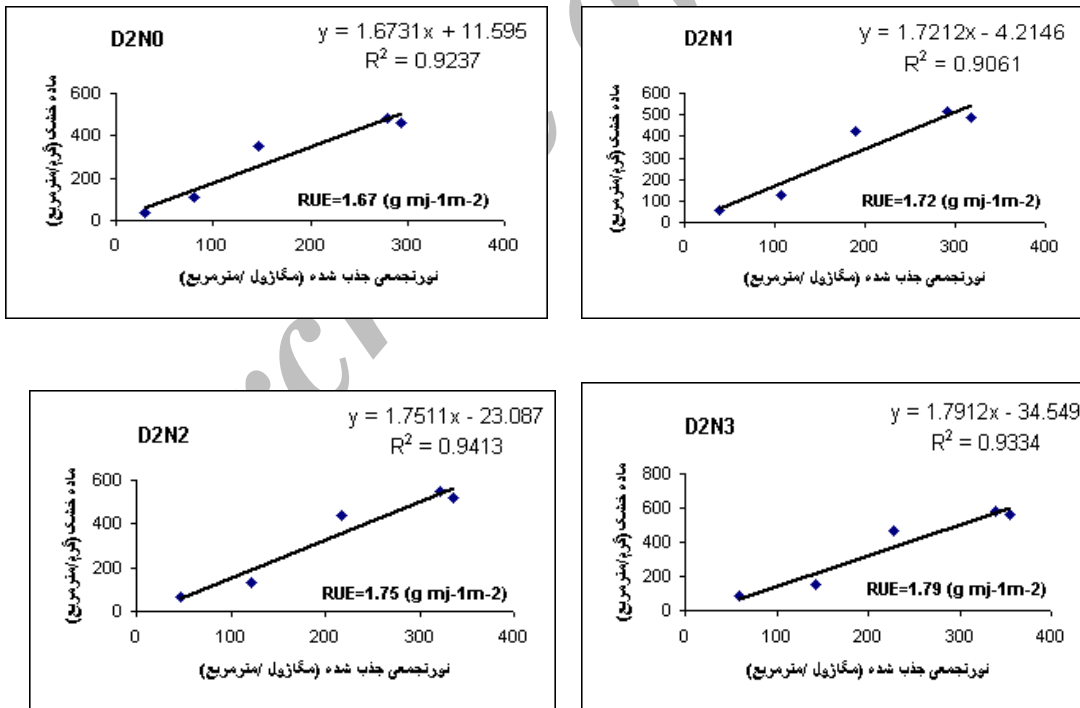 D2N0
y = 1.6731x + 11.595
R² = 0.9237
ماده خشک (گرم/مترمربع)
600
400
200
0
RUE=1.67 (g mj-1m-2)
0 100 200 300 400
نورتجمعی جذب شده (مگاژول /مترمربع)
D2N1
y = 1.7212x - 4.2146
R² = 0.9061
ماده خشک (گرم/مترمربع)
600
500
400
300
200
100
0
RUE=1.72 (g mj-1m-2)
0 100 200 300 400
نورتجمعی جذب شده (مگاژول /مترمربع)
D2N2
y = 1.7511x - 23.087
R² = 0.9413
ماده خشک (گرم/مترمربع)
600
400
200
0
RUE=1.75 (g mj-1m-2)
0 100 200 300 400
نورتجمعی جذب شده (مگاژول /مترمربع)
D2N3
y = 1.7912x - 34.549
R² = 0.9334
ماده خشک (گرم/مترمربع)
800
600
400
200
0
RUE=1.79 (g mj-1m-2)
0 100 200 300 400
نورتجمعی جذب شده (مگاژول /مترمربع)